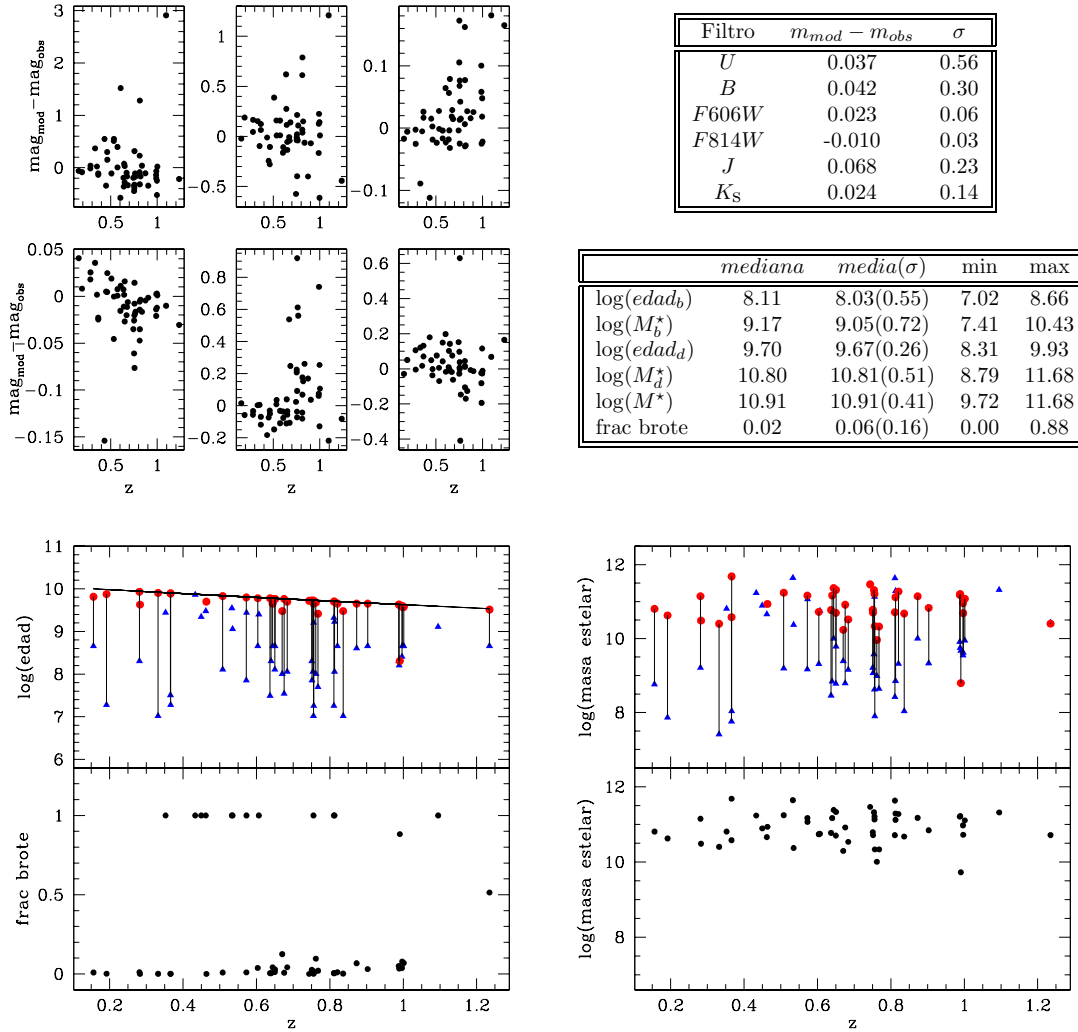 mag_mod−mag_obs
3
2
1
0
0.5
1
1
0.5
0
−0.5
0.5
1
0.1
0
−0.1
0.5
1
mag_mod−mag_obs
0.05
0
−0.05
−0.1
−0.15
0.5
1
z
0.8
0.6
0.4
0.2
0
−0.2
0.5
1
z
0.6
0.4
0.2
0
−0.2
−0.4
0.5
1
z
Filtro m_mod − m_obs σ
U 0.037 0.56
B 0.042 0.30
F606W 0.023 0.06
F814W -0.010 0.03
J 0.068 0.23
K_S 0.024 0.14
mediana media(σ) min max
log(edad_b) 8.11 8.03(0.55) 7.02 8.66
log(M_b^⋆) 9.17 9.05(0.72) 7.41 10.43
log(edad_d) 9.70 9.67(0.26) 8.31 9.93
log(M_d^⋆) 10.80 10.81(0.51) 8.79 11.68
log(M^⋆) 10.91 10.91(0.41) 9.72 11.68
frac brote 0.02 0.06(0.16) 0.00 0.88
log(edad)
11
10
9
8
7
6
frac brote
1
0.5
0
0.2 0.4 0.6 0.8 1 1.2
z
log(masa estelar)
12
10
8
log(masa estelar)
12
10
8
0.2 0.4 0.6 0.8 1 1.2
z